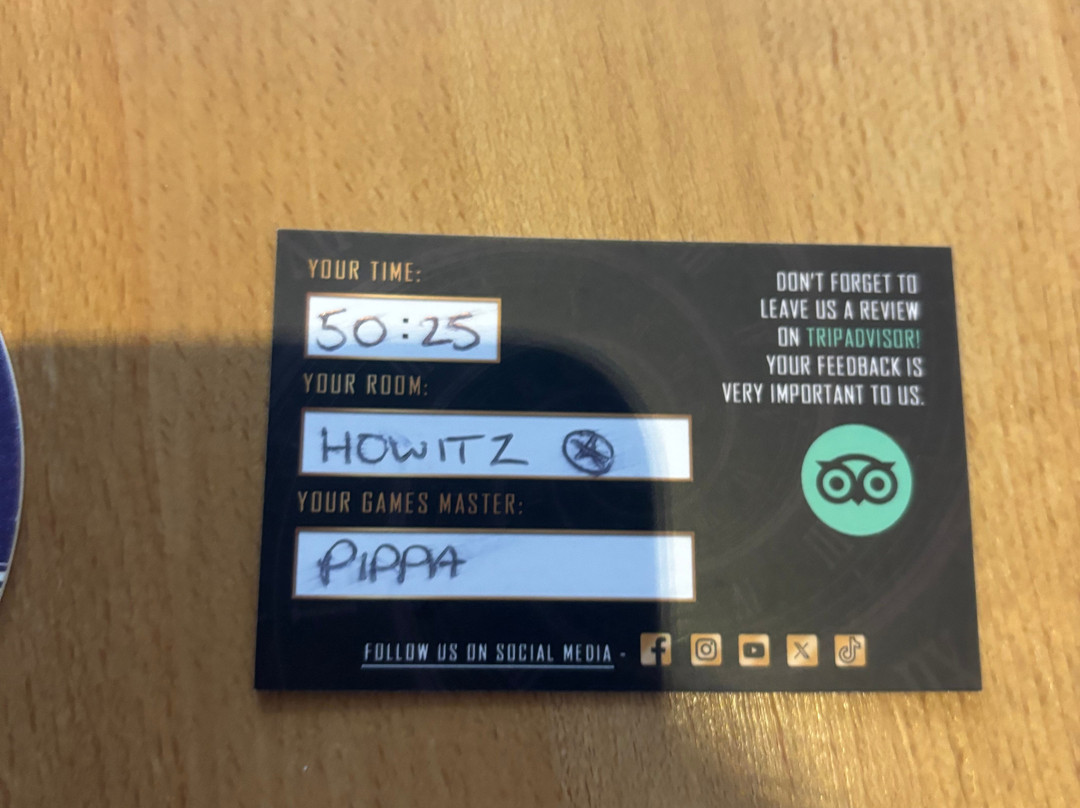 YOUR TIME:
50:25
YOUR ROOM:
HOWITZ
YOUR GAMES MASTER:
PIPPA
DON'T FORGET TO
LEAVE US A REVIEW
ON TRIPADVISOR!
YOUR FEEDBACK IS
VERY IMPORTANT TO US.
FOLLOW US ON SOCIAL MEDIA -